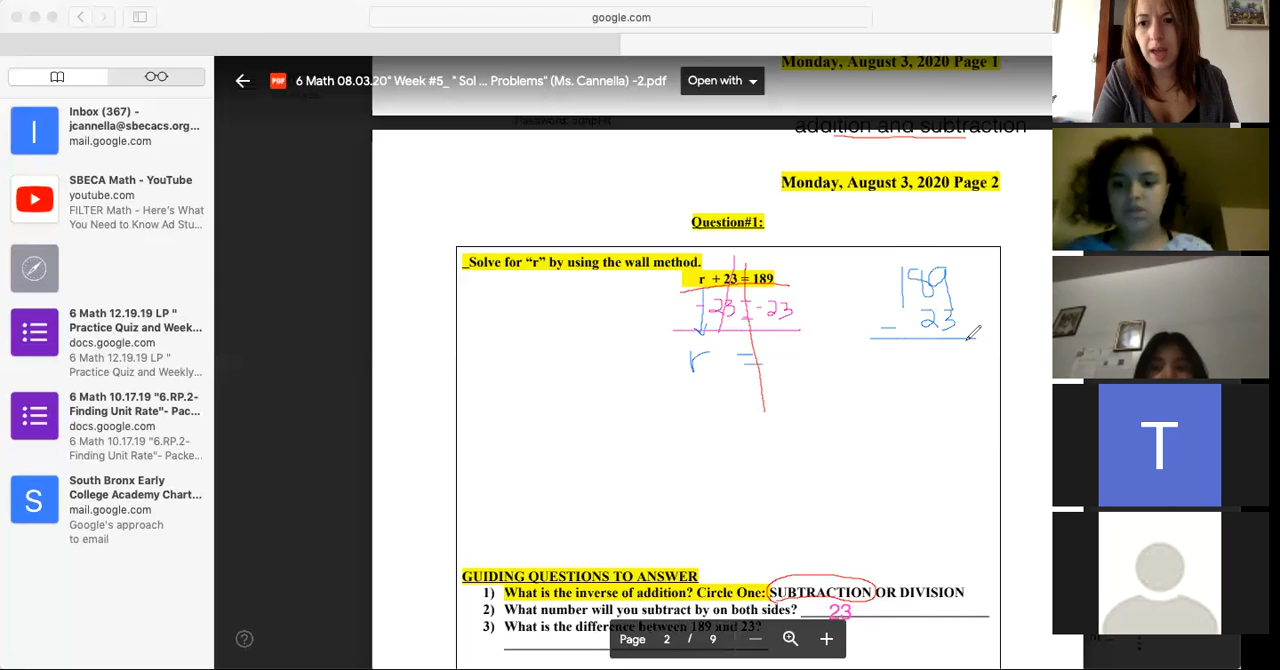 google.com
6 Math 08.03.20" Week #5_ " Sol ... Problems" (Ms. Cannella) -2.pdf
Open with
Inbox (367) -
jcannella@sbecacs.org...
mail.google.com
SBECA Math - YouTube
youtube.com
FILTER Math - Here's What
You Need to Know Ad Stu...
6 Math 12.19.19 LP "
Practice Quiz and Week...
docs.google.com
6 Math 12.19.19 LP "
Practice Quiz and Weekly...
6 Math 10.17.19 "6.RP.2-
Finding Unit Rate"- Pac...
docs.google.com
6 Math 10.17.19 "6.RP.2-
Finding Unit Rate"- Packe...
South Bronx Early
College Academy Chart...
mail.google.com
Google's approach
to email
Monday, August 3, 2020 Page 1
addition and subtraction
Monday, August 3, 2020 Page 2
Question#1:
_Solve for “r” by using the wall method.
r + 23 = 189
- 23 = - 23
r =
189
- 23
GUIDING QUESTIONS TO ANSWER
1) What is the inverse of addition? Circle One: SUBTRACTION OR DIVISION
2) What number will you subtract by on both sides? 23
3) What is the difference between 189 and 23?
Page 2 / 9
I
S
T